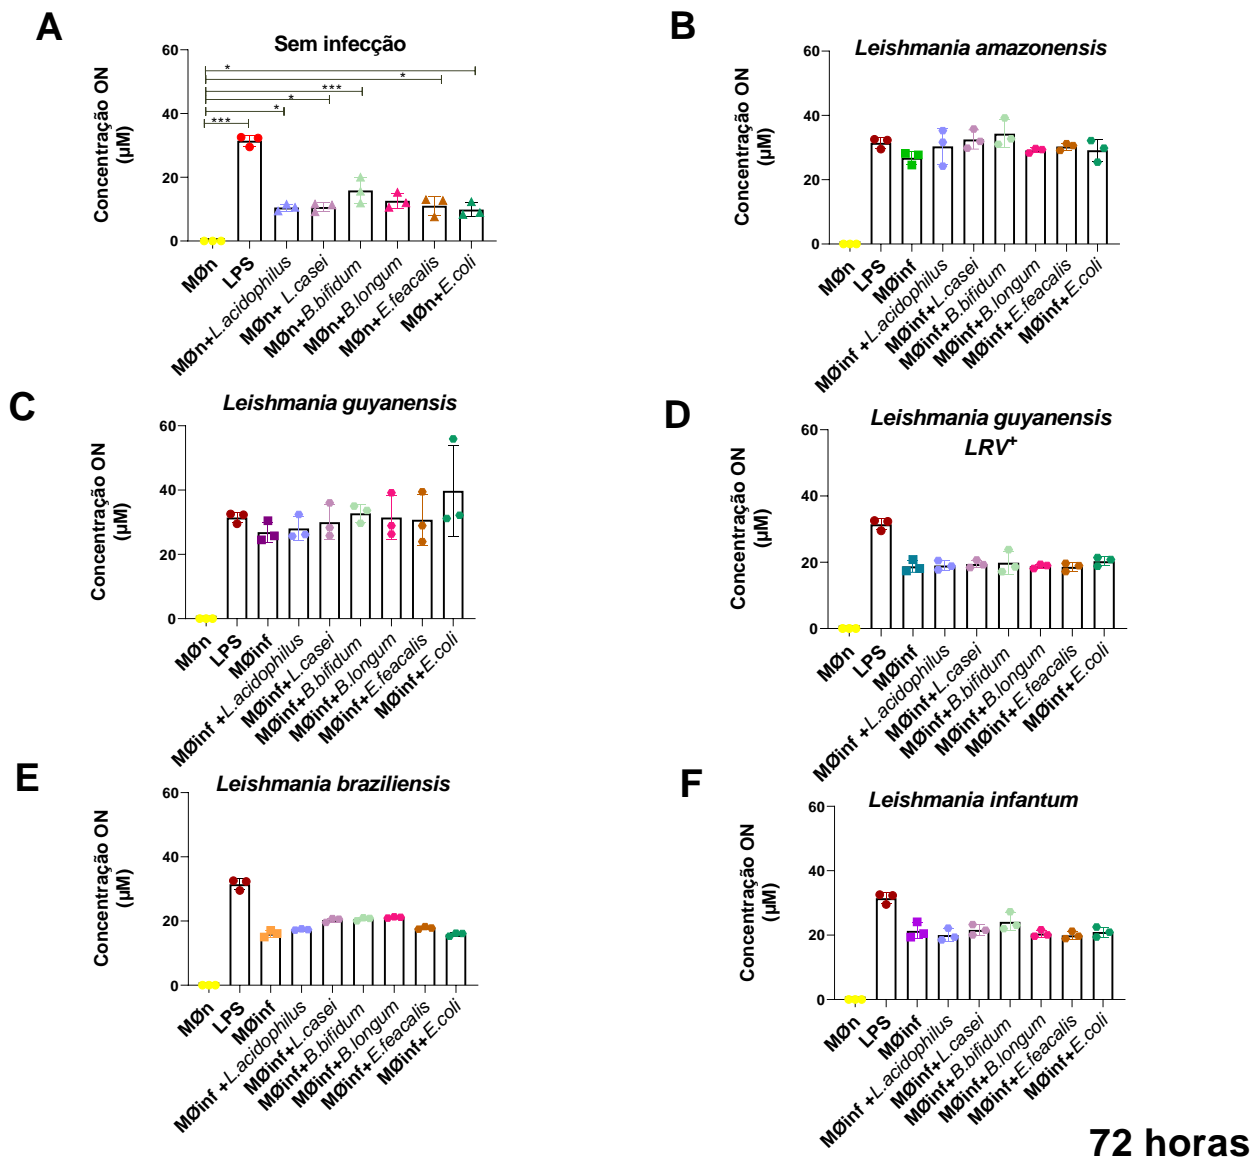 A
Sem infecção
Concentração ON
(µM)
60
40
20
0
*
*
***
*
*
***
MØn
LPS
MØn+L.acidophilus
MØn+ L.casei
MØn+B.bifidum
MØn+B.longum
MØn+E.feacalis
MØn+E.coli
B
Leishmania amazonensis
Concentração ON
(µM)
60
40
20
0
MØn
LPS
MØinf
MØinf +L.acidophilus
MØinf+L.casei
MØinf+B.bifidum
MØinf+B.longum
MØinf+E.feacalis
MØinf+E.coli
C
Leishmania guyanensis
Concentração ON
(µM)
60
40
20
0
MØn
LPS
MØinf
MØinf +L.acidophilus
MØinf+L.casei
MØinf+B.bifidum
MØinf+B.longum
MØinf+E.feacalis
MØinf+E.coli
D
Leishmania guyanensis
LRV⁺
Concentração ON
(µM)
60
40
20
0
MØn
LPS
MØinf
MØinf +L.acidophilus
MØinf+L.casei
MØinf+B.bifidum
MØinf+B.longum
MØinf+E.feacalis
MØinf+E.coli
E
Leishmania braziliensis
Concentração ON
(µM)
60
40
20
0
MØn
LPS
MØinf
MØinf +L.acidophilus
MØinf+L.casei
MØinf+B.bifidum
MØinf+B.longum
MØinf+E.feacalis
MØinf+E.coli
F
Leishmania infantum
Concentração ON
(µM)
60
40
20
0
MØn
LPS
MØinf
MØinf +L.acidophilus
MØinf+L.casei
MØinf+B.bifidum
MØinf+B.longum
MØinf+E.feacalis
MØinf+E.coli
72 horas